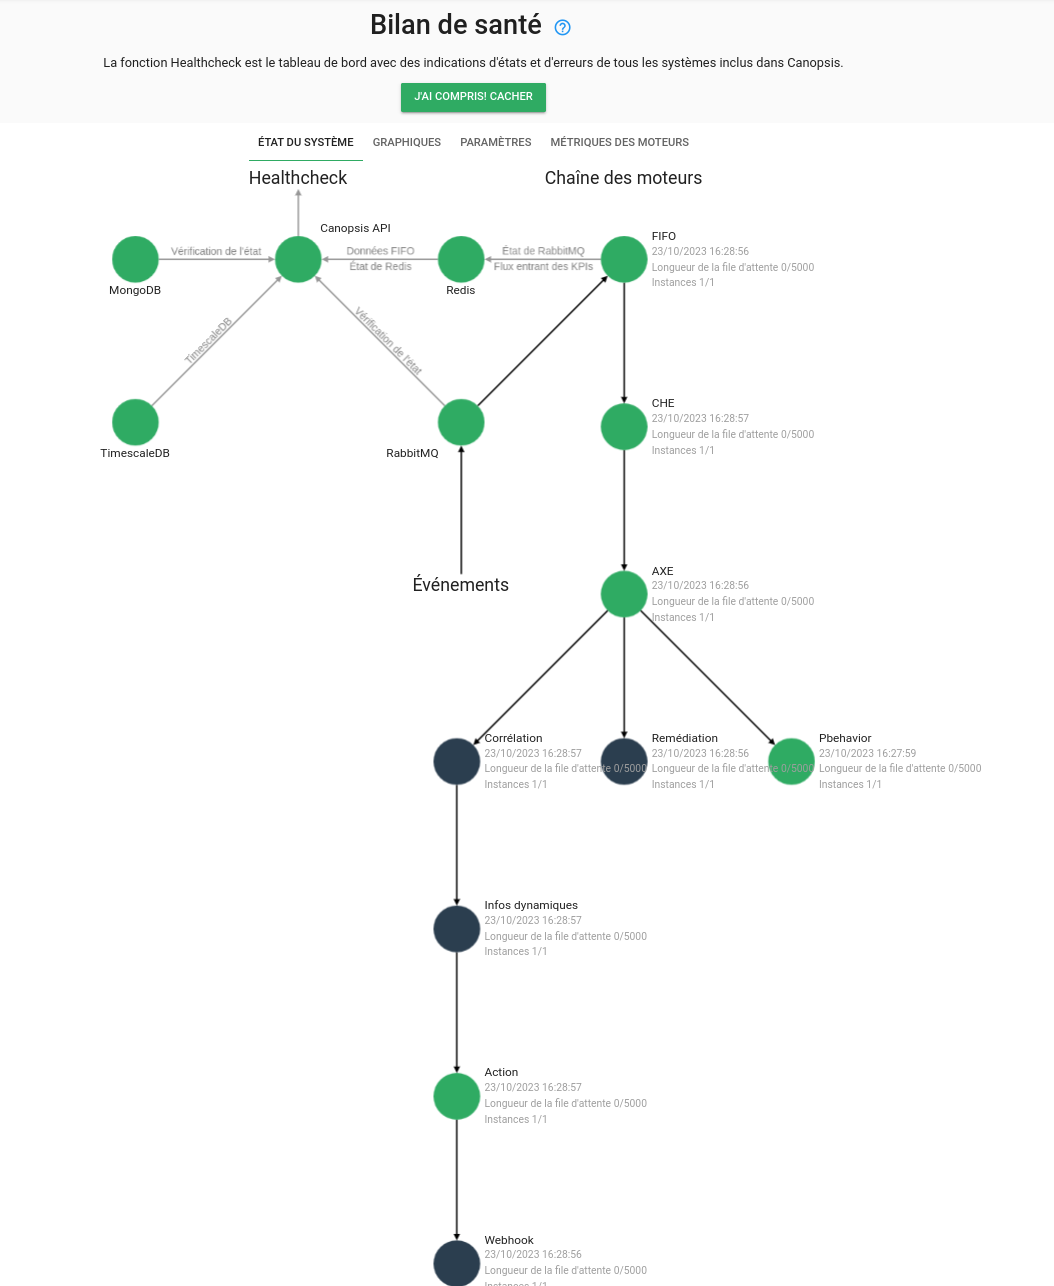 Bilan de santé
La fonction Healthcheck est le tableau de bord avec des indications d'états et d'erreurs de tous les systèmes inclus dans Canopsis.
J'AI COMPRIS! CACHER
ÉTAT DU SYSTÈME
GRAPHIQUES
PARAMÈTRES
MÉTRIQUES DES MOTEURS
Healthcheck
Chaîne des moteurs
Canopsis API
Vérification de l'état
MongoDB
Données FIFO
État de Redis
Redis
État de RabbitMQ
Flux entrant des KPIs
FIFO
23/10/2023 16:28:56
Longueur de la file d'attente 0/5000
Instances 1/1
TimescaleDB
Vérification de l'état
TimescaleDB
RabbitMQ
CHE
23/10/2023 16:28:57
Longueur de la file d'attente 0/5000
Instances 1/1
Événements
AXE
23/10/2023 16:28:56
Longueur de la file d'attente 0/5000
Instances 1/1
Corrélation
23/10/2023 16:28:57
Longueur de la file d'attente 0/5000
Instances 1/1
Remédiation
23/10/2023 16:28:56
Longueur de la file d'attente 0/5000
Instances 1/1
Pbehavior
23/10/2023 16:27:59
Longueur de la file d'attente 0/5000
Instances 1/1
Infos dynamiques
23/10/2023 16:28:57
Longueur de la file d'attente 0/5000
Instances 1/1
Action
23/10/2023 16:28:57
Longueur de la file d'attente 0/5000
Instances 1/1
Webhook
23/10/2023 16:28:56
Longueur de la file d'attente 0/5000
Instances 1/1